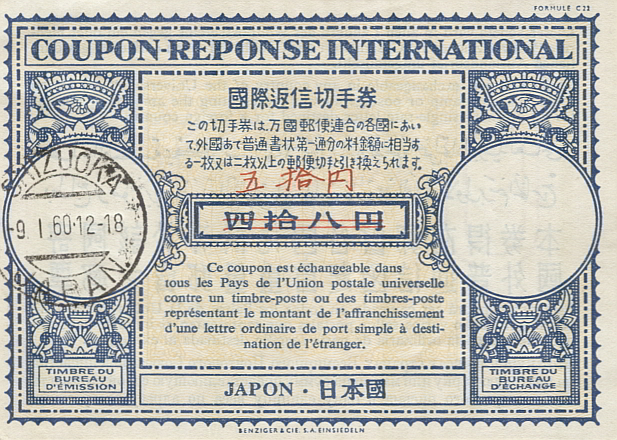 FORMULE C 22
COUPON-REPONSE INTERNATIONAL
國際返信切手券
この切手券は、万國郵便連合の各國において
外國あて普通書状第一通分の料金額に相当す
る一枚又は二枚以上の郵便切手と引き換えられます。
五拾円
四拾八円
SHIZUOKA
-9. I. 60.12-18
JAPAN.
Ce coupon est échangeable dans
tous les Pays de l'Union postale universelle
contre un timbre-poste ou des timbres-poste
représentant le montant de l'affranchissement
d'une lettre ordinaire de port simple à desti-
nation de l'étranger.
TIMBRE DU
BUREAU
D'ÉMISSION
TIMBRE DU
BUREAU
D'ÉCHANGE
JAPON · 日本國
BENZIGER & CIE. S.A. EINSIEDELN